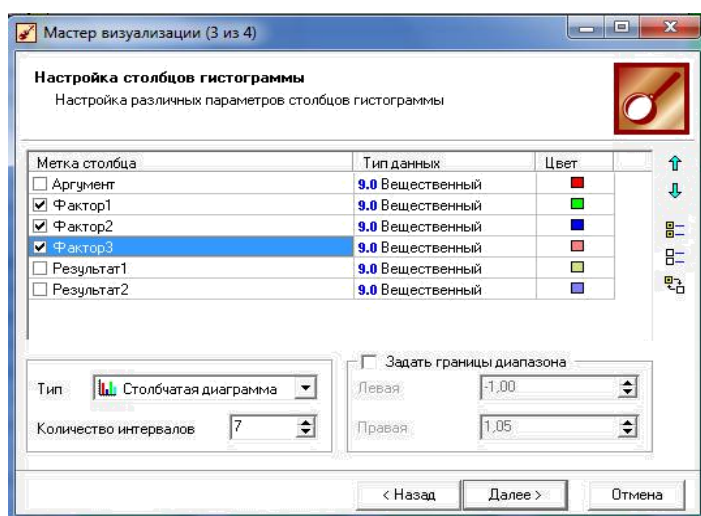 Мастер визуализации (3 из 4)
Настройка столбцов гистограммы
Настройка различных параметров столбцов гистограммы
Метка столбца Тип данных Цвет
Аргумент 9.0 Вещественный
Фактор1 9.0 Вещественный
Фактор2 9.0 Вещественный
Фактор3 9.0 Вещественный
Результат1 9.0 Вещественный
Результат2 9.0 Вещественный
Задать границы диапазона
Тип Столбчатая диаграмма
Левая -1,00
Количество интервалов 7
Правая 1,05
< Назад Далее > Отмена